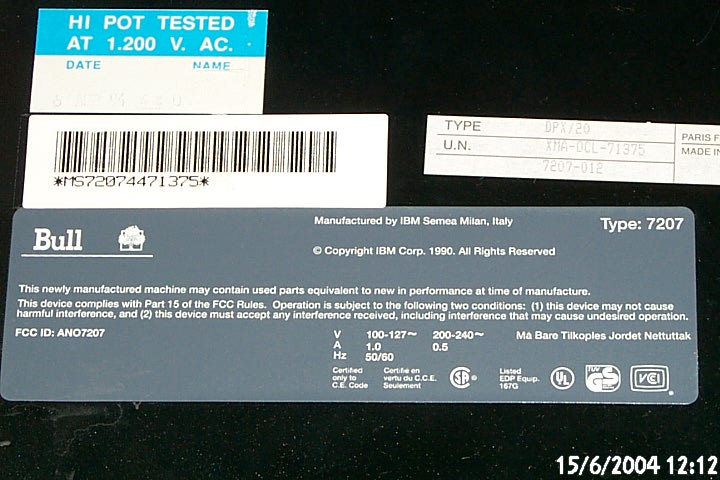 HI POT TESTED
AT 1.200 V. AC.
DATE NAME
*MS72074471375*
TYPE DPX/20
U.N. XMA-DCL-71375
7207-012
PARIS F
MADE IN
Bull
Manufactured by IBM Semea Milan, Italy
Type: 7207
© Copyright IBM Corp. 1990. All Rights Reserved
This newly manufactured machine may contain used parts equivalent to new in performance at time of manufacture.
This device complies with Part 15 of the FCC Rules. Operation is subject to the following two conditions: (1) this device may not cause
harmful interference, and (2) this device must accept any interference received, including interference that may cause undesired operation.
FCC ID: ANO7207
V 100-127~ 200-240~
A 1.0 0.5
Hz 50/60
Må Bare Tilkoples Jordet Nettuttak
Certified
only to
C.E. Code
Certifie en
vertu du C.C.E.
Seulement
Listed
EDP Equip.
167G
UL
TUV
GS
VCCI
15/6/2004 12:12